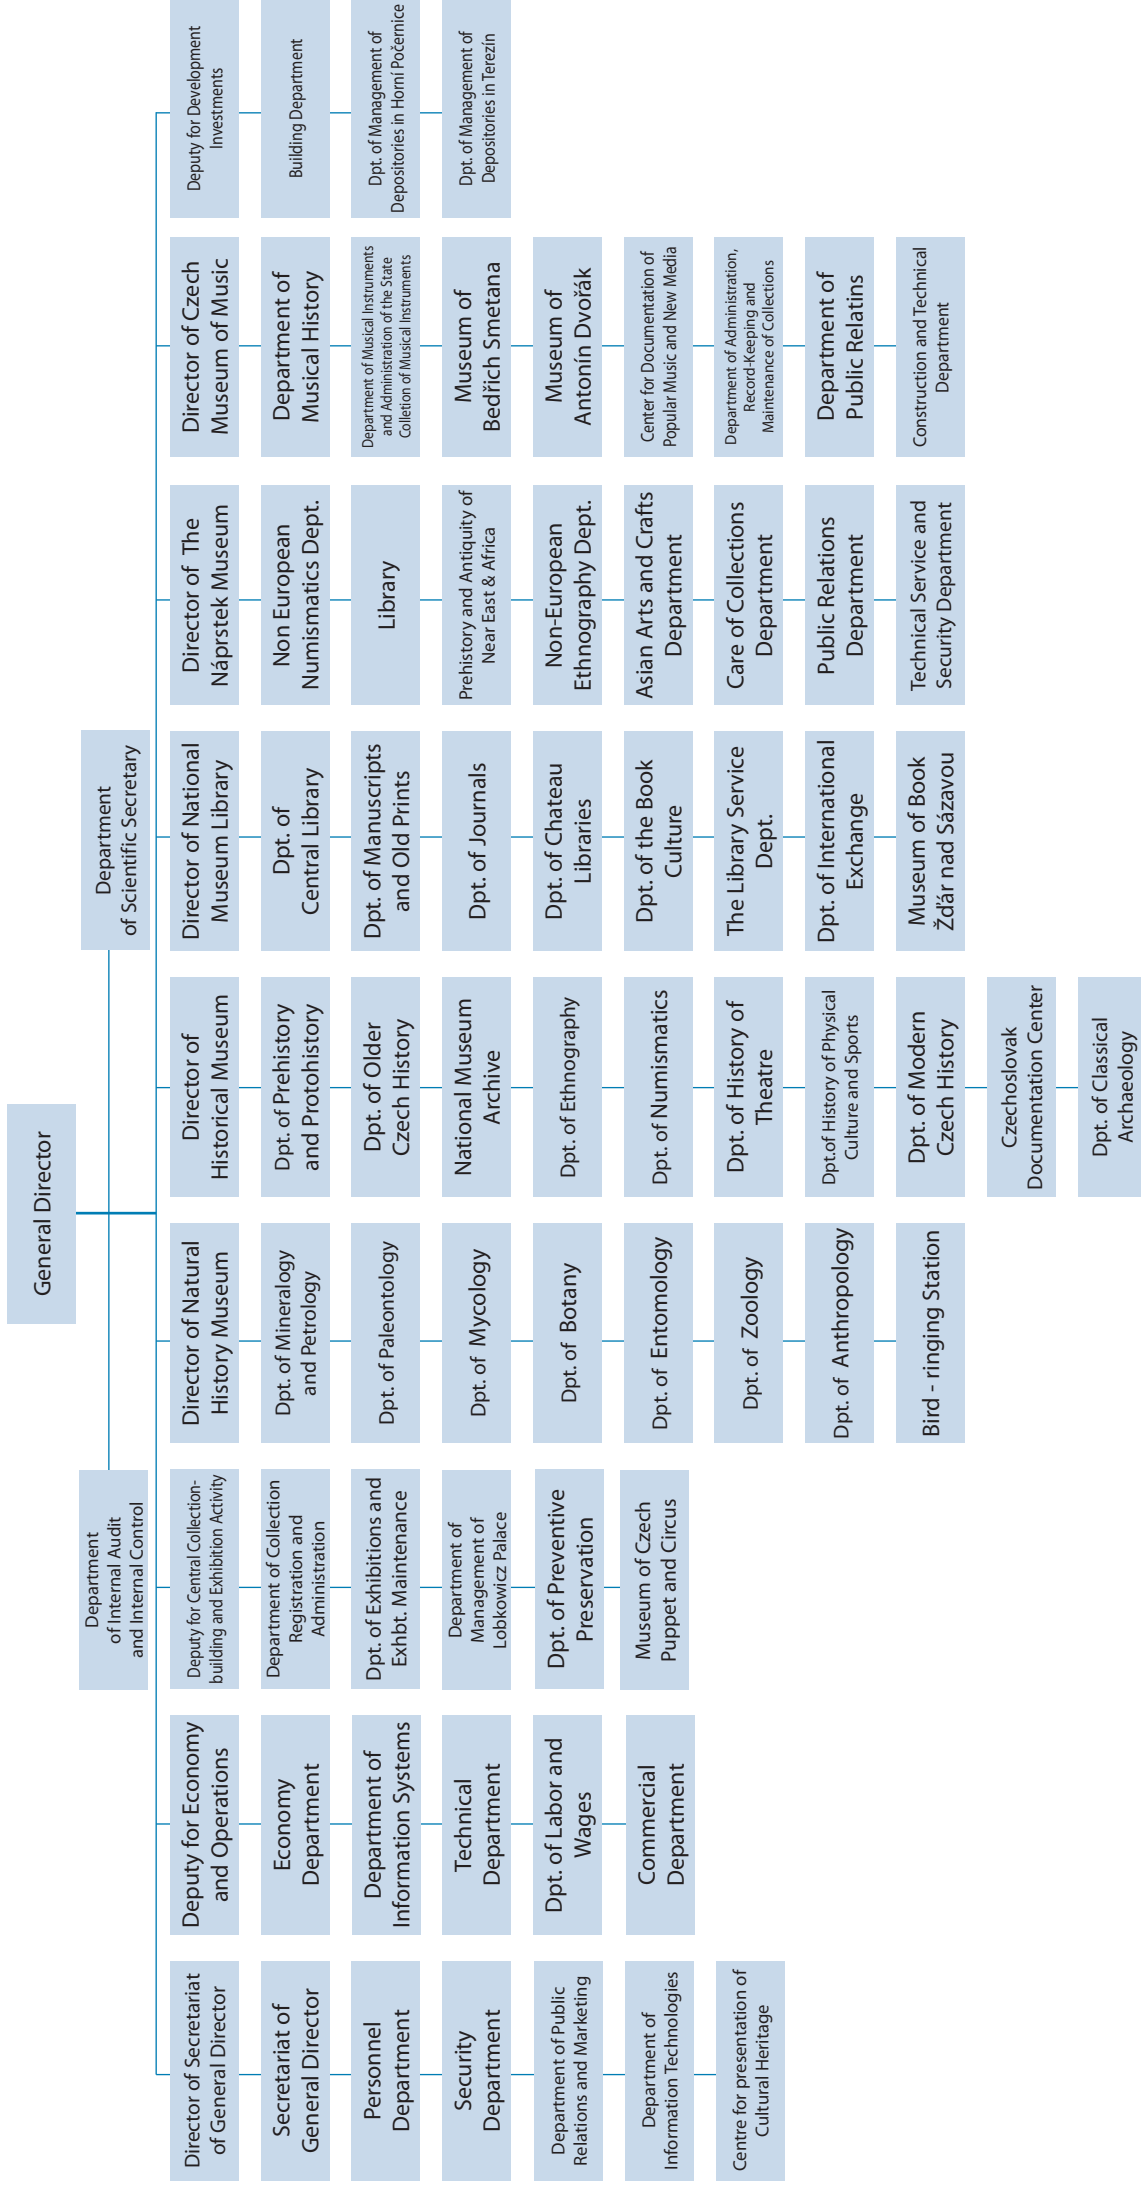 General Director
Department
of Internal Audit
and Internal Control
Department
of Scientific Secretary
Director of Secretariat
of General Director
Secretariat of
General Director
Personnel
Department
Security
Department
Department of Public
Relations and Marketing
Department of
Information Technologies
Centre for presentation of
Cultural Heritage
Deputy for Economy
and Operations
Economy
Department
Department of
Information Systems
Technical
Department
Dpt. of Labor and
Wages
Commercial
Department
Deputy for Central Collection-
building and Exhibition Activity
Department of Collection
Registration and
Administration
Dpt. of Exhibitions and
Exhbt. Maintenance
Department of
Management of
Lobkowicz Palace
Dpt. of Preventive
Preservation
Museum of Czech
Puppet and Circus
Director of Natural
History Museum
Dpt. of Mineralogy
and Petrology
Dpt. of Paleontology
Dpt. of Mycology
Dpt. of Botany
Dpt. of Entomology
Dpt. of Zoology
Dpt. of Anthropology
Bird - ringing Station
Director of
Historical Museum
Dpt. of Prehistory
and Protohistory
Dpt. of Older
Czech History
National Museum
Archive
Dpt. of Ethnography
Dpt. of Numismatics
Dpt. of History of
Theatre
Dpt.of History of Physical
Culture and Sports
Dpt. of Modern
Czech History
Czechoslovak
Documentation Center
Dpt. of Classical
Archaeology
Director of National
Museum Library
Dpt. of
Central Library
Dpt. of Manuscripts
and Old Prints
Dpt. of Journals
Dpt. of Chateau
Libraries
Dpt. of the Book
Culture
The Library Service
Dept.
Dpt. of International
Exchange
Museum of Book
Žďár nad Sázavou
Director of The
Náprstek Museum
Non European
Numismatics Dept.
Library
Prehistory and Antiquity of
Near East & Africa
Non-European
Ethnography Dept.
Asian Arts and Crafts
Department
Care of Collections
Department
Public Relations
Department
Technical Service and
Security Department
Director of Czech
Museum of Music
Department of
Musical History
Department of Musical Instruments
and Administration of the State
Colletion of Musical Instruments
Museum of
Bedřich Smetana
Museum of
Antonín Dvořák
Center for Documentation of
Popular Music and New Media
Department of Administration,
Record-Keeping and
Maintenance of Collections
Department of
Public Relatins
Construction and Technical
Department
Deputy for Development
Investments
Building Department
Dpt. of Management of
Depositories in Horní Počernice
Dpt. of Management of
Depositories in Terezín